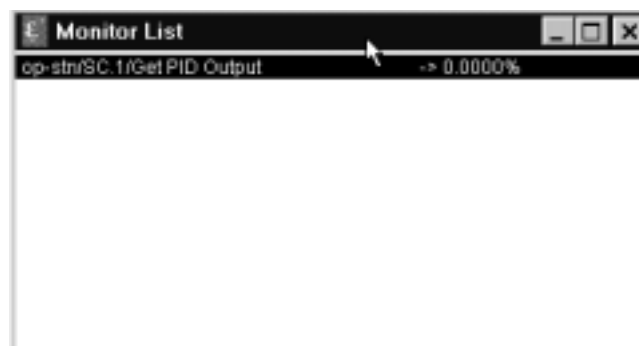 Monitor List
op-stn/SC.1/Get PID Output -> 0.0000%